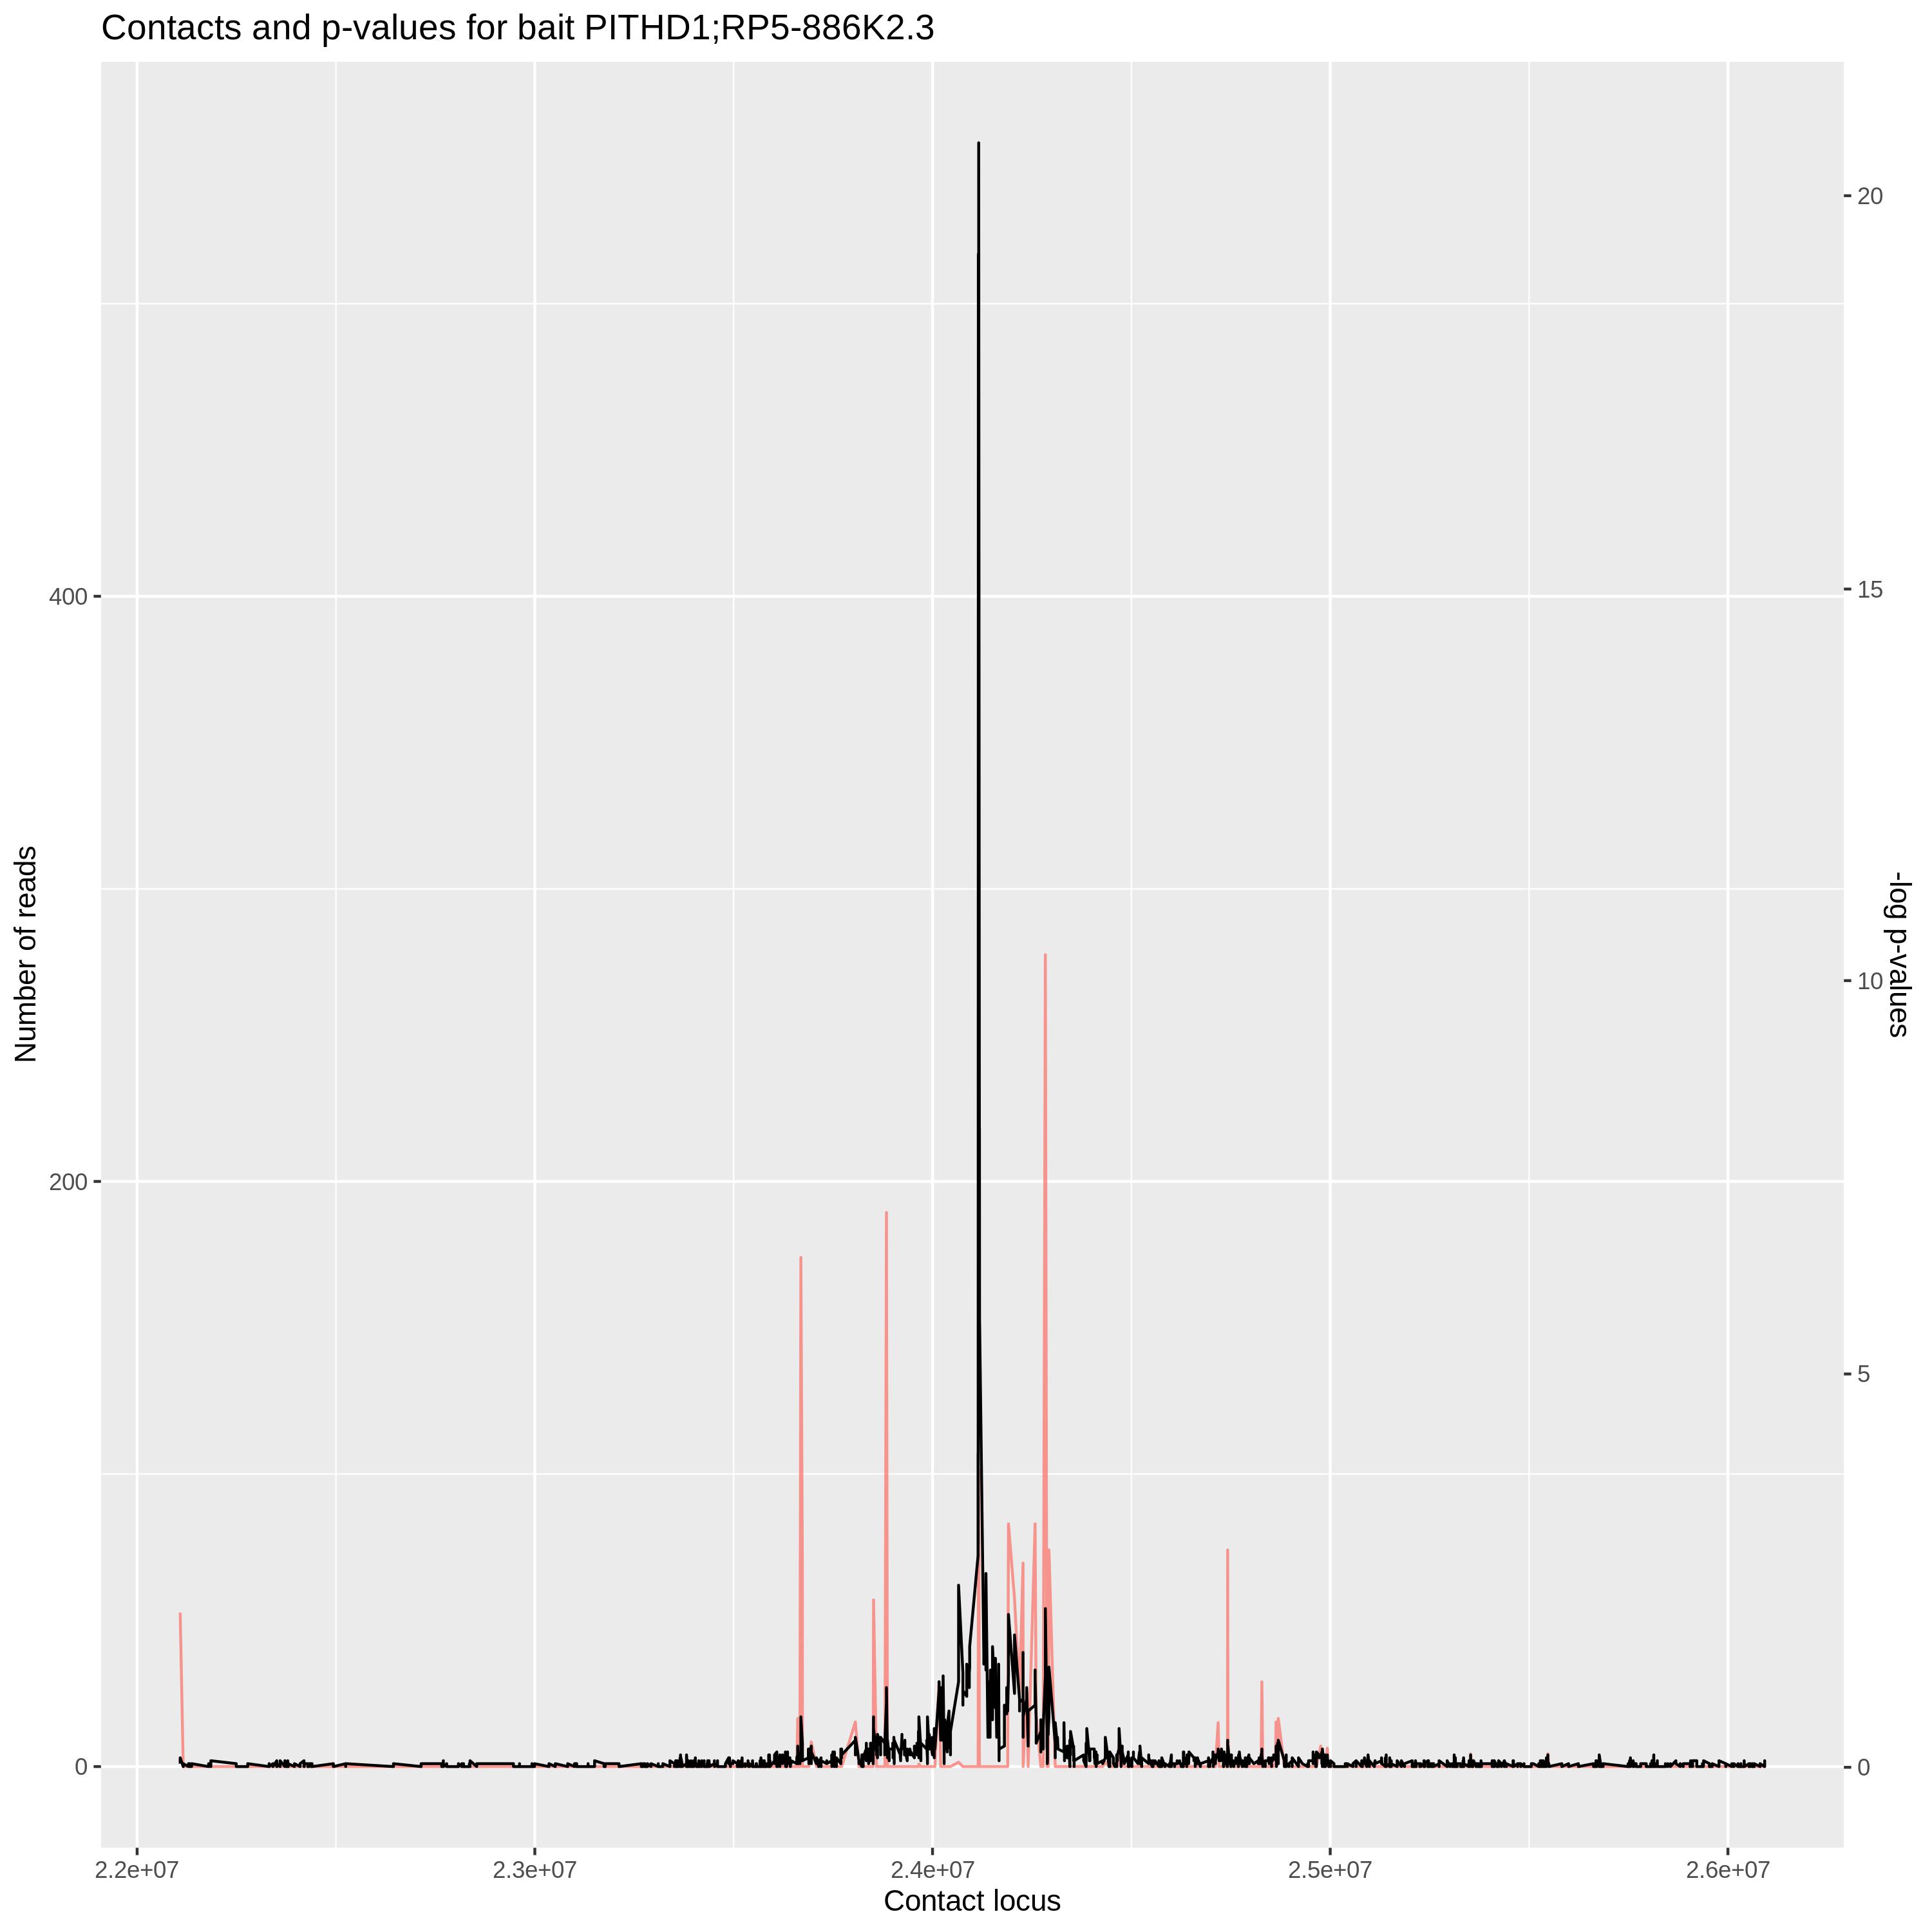 Contacts and p-values for bait PITHD1;RP5-886K2.3
Number of reads
400
200
0
20
15
10
5
0
-log p-values
2.2e+07
2.3e+07
2.4e+07
2.5e+07
2.6e+07
Contact locus